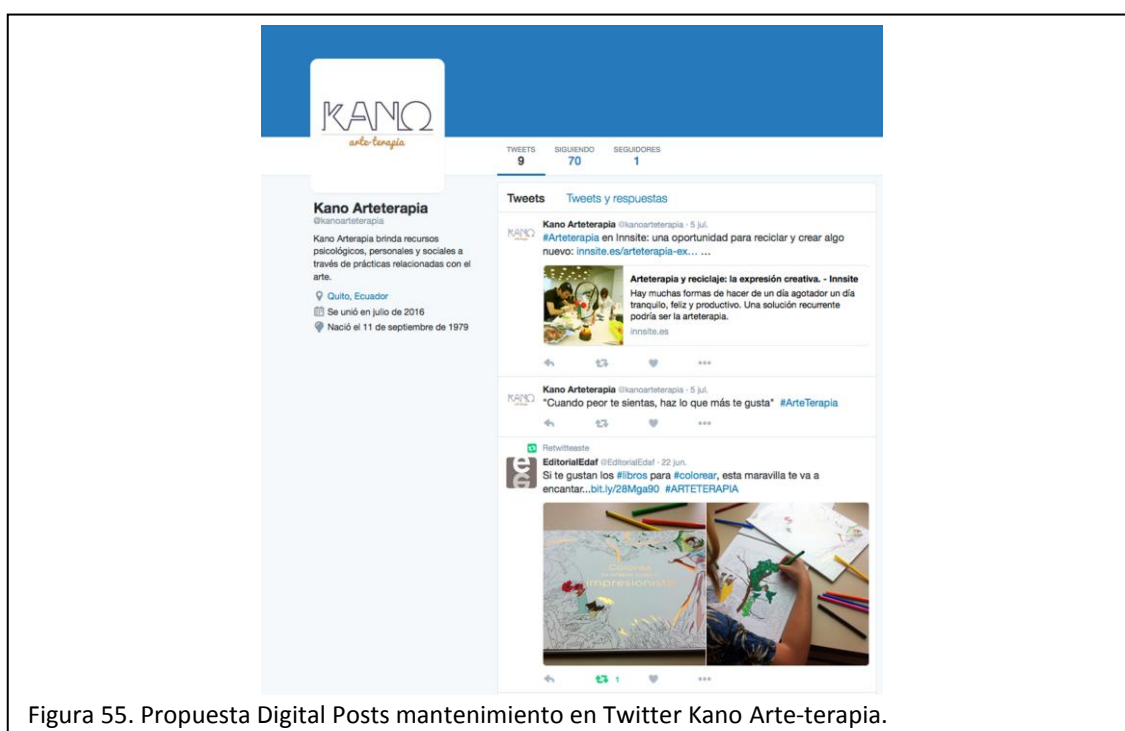 KANO
arte-terapia
TWEETS SIGUIENDO SEGUIDORES
9 70 1
Kano Arteterapia
@kanoarteterapia
Kano Arterapia brinda recursos
psicológicos, personales y sociales a
través de prácticas relacionadas con el
arte.
Quito, Ecuador
Se unió en julio de 2016
Nació el 11 de septiembre de 1979
Tweets Tweets y respuestas
Kano Arteterapia @kanoarteterapia · 5 jul.
#Arteterapia en Innsite: una oportunidad para reciclar y crear algo
nuevo: innsite.es/arteterapia-ex... ...
Arteterapia y reciclaje: la expresión creativa. - Innsite
Hay muchas formas de hacer de un día agotador un día
tranquilo, feliz y productivo. Una solución recurrente
podría ser la arteterapia.
innsite.es
KANO
Kano Arteterapia @kanoarteterapia · 5 jul.
"Cuando peor te sientas, haz lo que más te gusta" #ArteTerapia
KANO
Retwitteaste
EditorialEdaf @EditorialEdaf · 22 jun.
Si te gustan los #libros para #colorear, esta maravilla te va a
encantar...bit.ly/28Mga90 #ARTETERAPIA
Colorea
impresionista
1
Figura 55. Propuesta Digital Posts mantenimiento en Twitter Kano Arte-terapia.